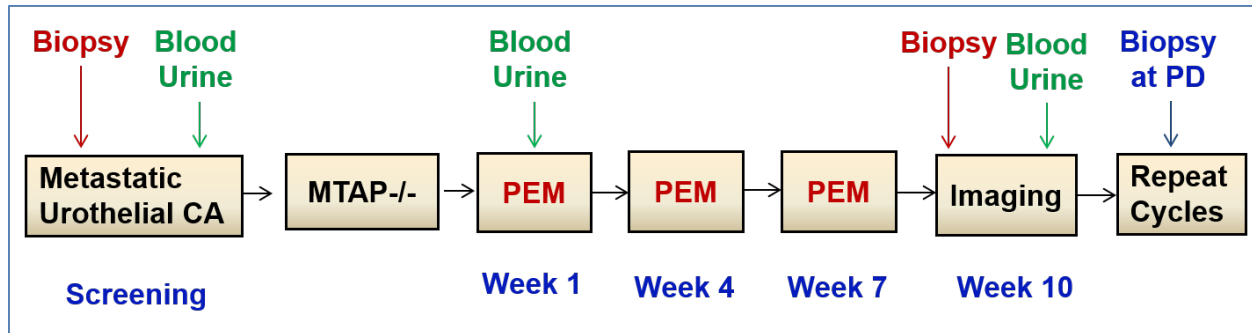 Biopsy
Blood
Urine
Blood
Urine
Biopsy
Blood
Urine
Biopsy
at PD
Metastatic
Urothelial CA
MTAP-/-
PEM
PEM
PEM
Imaging
Repeat
Cycles
Screening
Week 1
Week 4
Week 7
Week 10